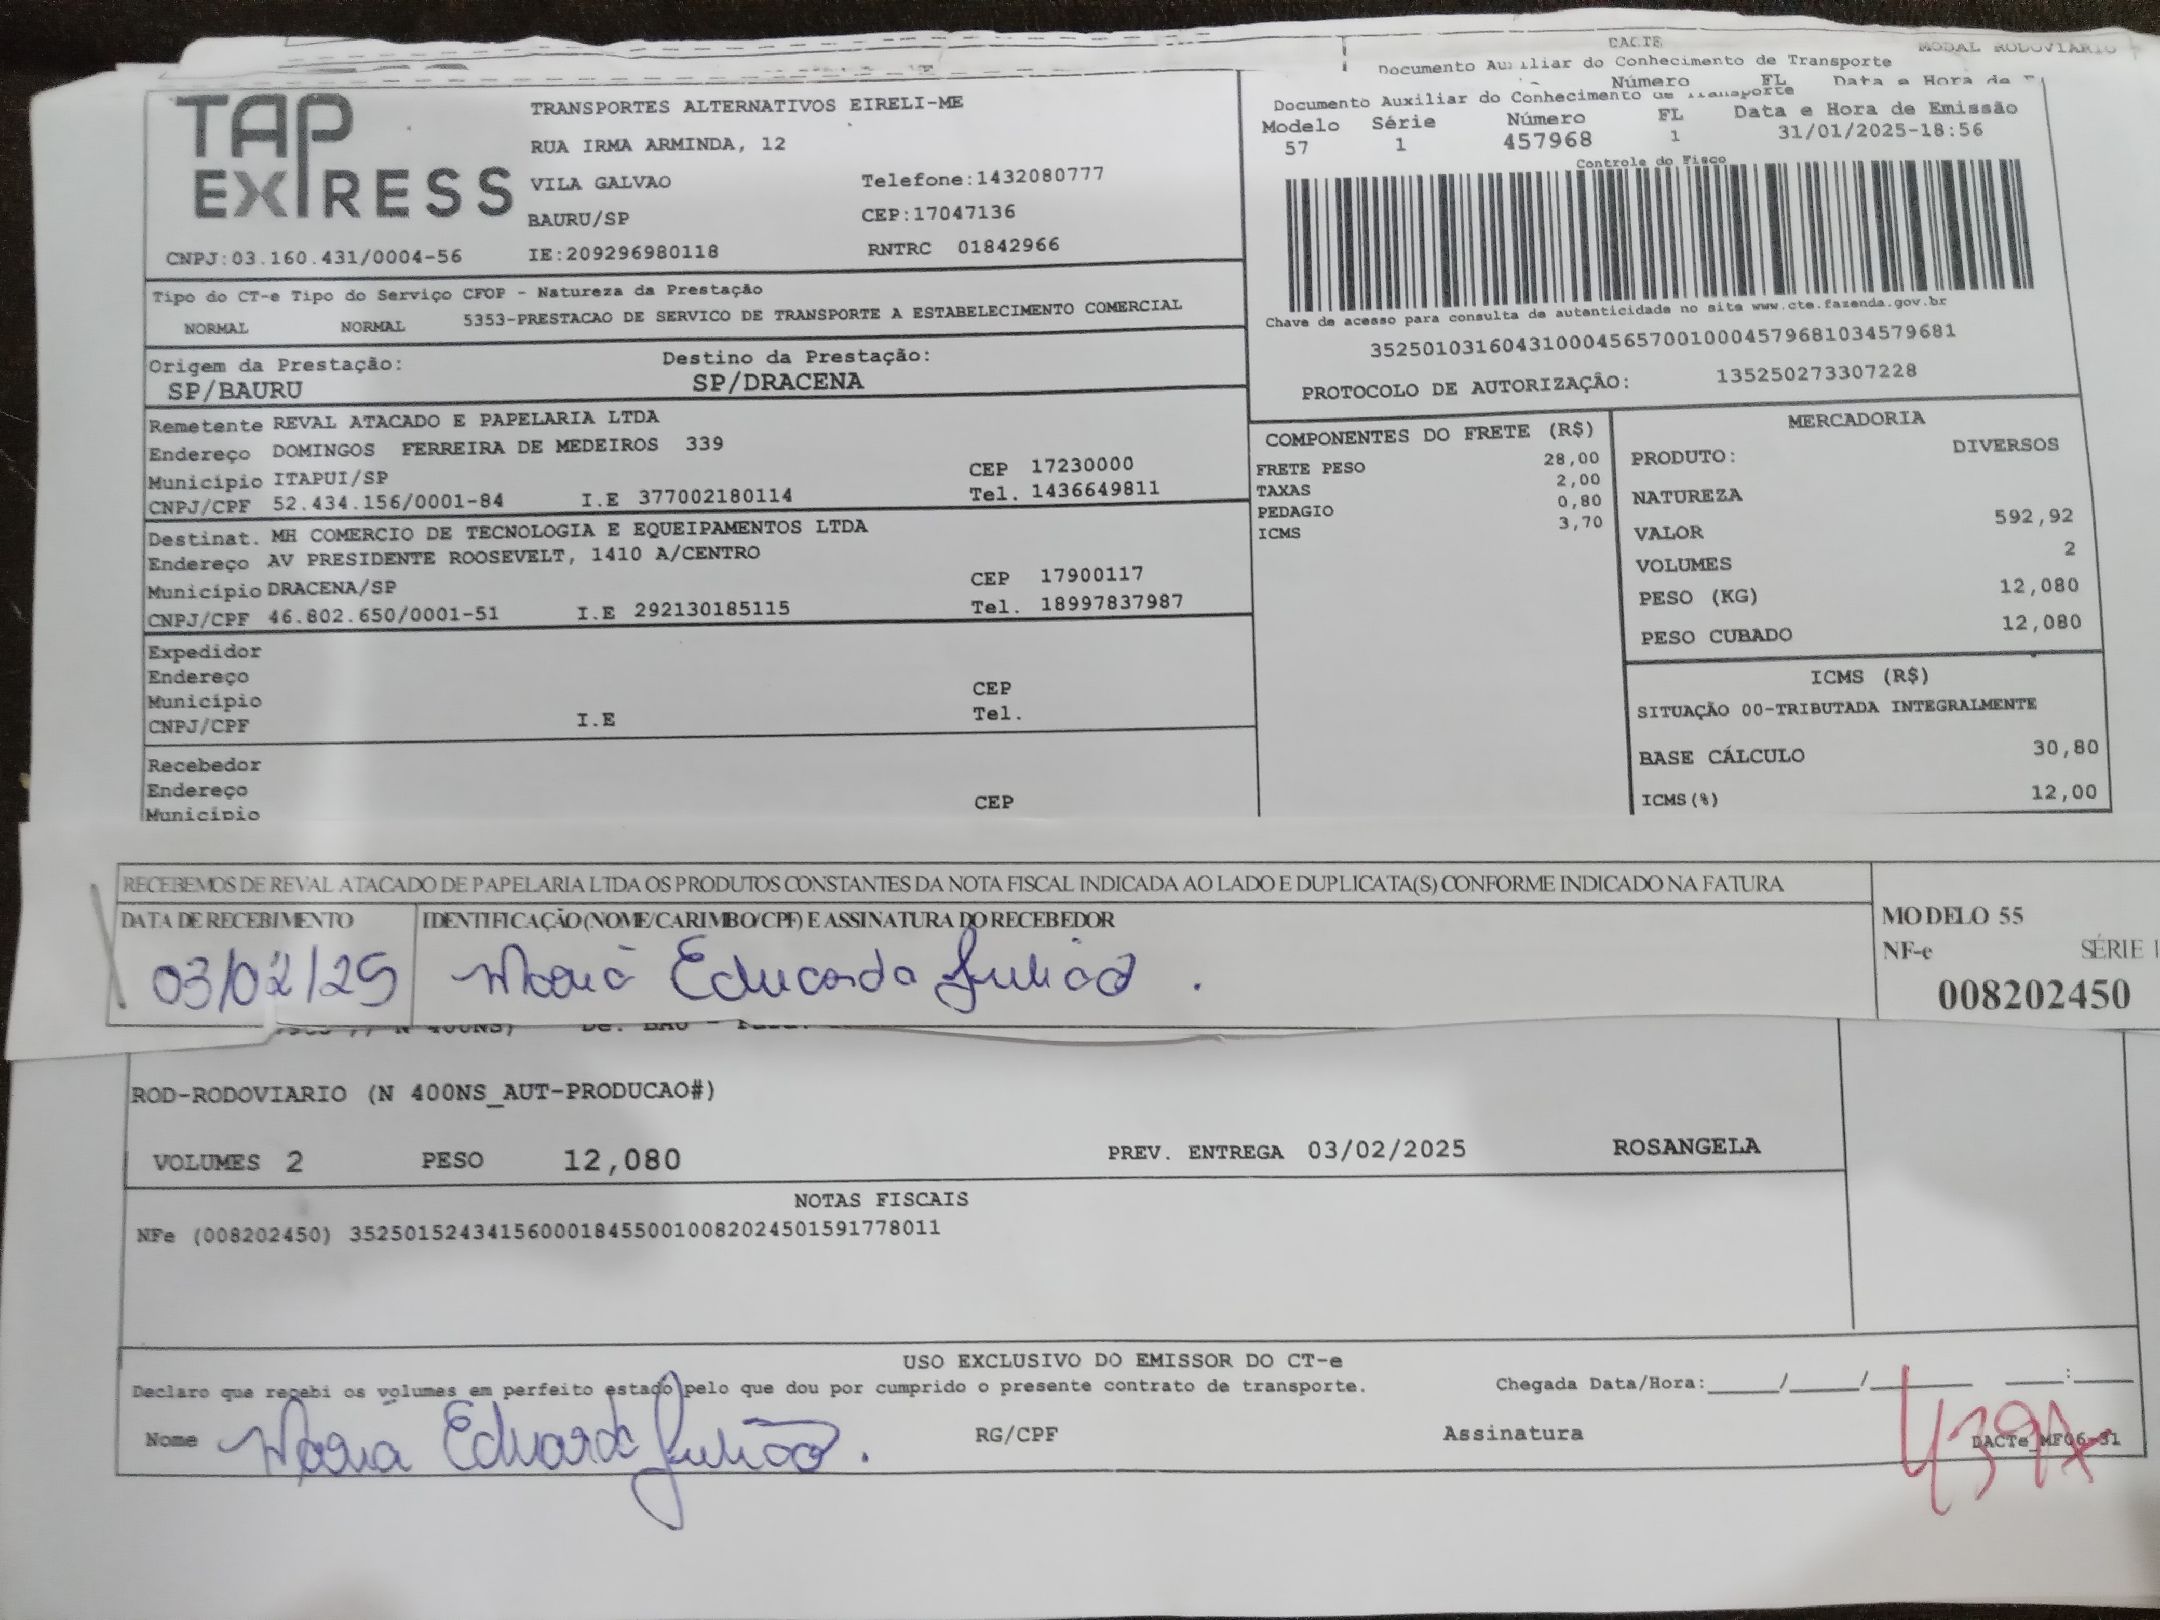 DACTE
MODAL RODOVIARIO
Documento Auxiliar do Conhecimento de Transporte
Número FL Data e Hora de
TAP EXPRESS
CNPJ:03.160.431/0004-56
TRANSPORTES ALTERNATIVOS EIRELI-ME
RUA IRMA ARMINDA, 12
VILA GALVAO Telefone:1432080777
BAURU/SP CEP:17047136
IE:209296980118 RNTRC 01842966
Documento Auxiliar do Conhecimento de Transporte
Modelo Série Número FL Data e Hora de Emissão
57 1 457968 1 31/01/2025-18:56
Controle do Fisco
Chave de acesso para consulta de autenticidade no site www.cte.fazenda.gov.br
35250103160431000456570010004579681034579681
PROTOCOLO DE AUTORIZAÇÃO: 135250273307228
Tipo do CT-e Tipo do Serviço CFOP - Natureza da Prestação
NORMAL NORMAL 5353-PRESTACAO DE SERVICO DE TRANSPORTE A ESTABELECIMENTO COMERCIAL
Origem da Prestação: Destino da Prestação:
SP/BAURU SP/DRACENA
Remetente REVAL ATACADO E PAPELARIA LTDA
Endereço DOMINGOS FERREIRA DE MEDEIROS 339
Município ITAPUI/SP CEP 17230000
CNPJ/CPF 52.434.156/0001-84 I.E 377002180114 Tel. 1436649811
Destinat. MH COMERCIO DE TECNOLOGIA E EQUEIPAMENTOS LTDA
Endereço AV PRESIDENTE ROOSEVELT, 1410 A/CENTRO
Município DRACENA/SP CEP 17900117
CNPJ/CPF 46.802.650/0001-51 I.E 292130185115 Tel. 18997837987
Expedidor
Endereço
Município CEP
CNPJ/CPF I.E Tel.
Recebedor
Endereço
Município CEP
COMPONENTES DO FRETE (R$)
FRETE PESO 28,00
TAXAS 2,00
PEDAGIO 0,80
ICMS 3,70
MERCADORIA
PRODUTO: DIVERSOS
NATUREZA
VALOR 592,92
VOLUMES 2
PESO (KG) 12,080
PESO CUBADO 12,080
ICMS (R$)
SITUAÇÃO 00-TRIBUTADA INTEGRALMENTE
BASE CÁLCULO 30,80
ICMS(%) 12,00
RECEBEMOS DE REVAL ATACADO DE PAPELARIA LTDA OS PRODUTOS CONSTANTES DA NOTA FISCAL INDICADA AO LADO E DUPLICATA(S) CONFORME INDICADO NA FATURA
DATA DE RECEBIMENTO IDENTIFICAÇÃO (NOME/CARIMBO/CPF) E ASSINATURA DO RECEBEDOR
03/02/25 Maria Eduarda Julião.
MODELO 55
NF-e SÉRIE 1
008202450
ROD-RODOVIARIO (N 400NS_AUT-PRODUCAO#)
VOLUMES 2 PESO 12,080 PREV. ENTREGA 03/02/2025 ROSANGELA
NOTAS FISCAIS
NFe (008202450) 35250152434156000184550010082024501591778011
USO EXCLUSIVO DO EMISSOR DO CT-e
Declaro que recebi os volumes em perfeito estado pelo que dou por cumprido o presente contrato de transporte. Chegada Data/Hora:_____/_____/_________ _____:_____
Nome Maria Eduarda Julião. RG/CPF Assinatura
DACTe_MF06-31